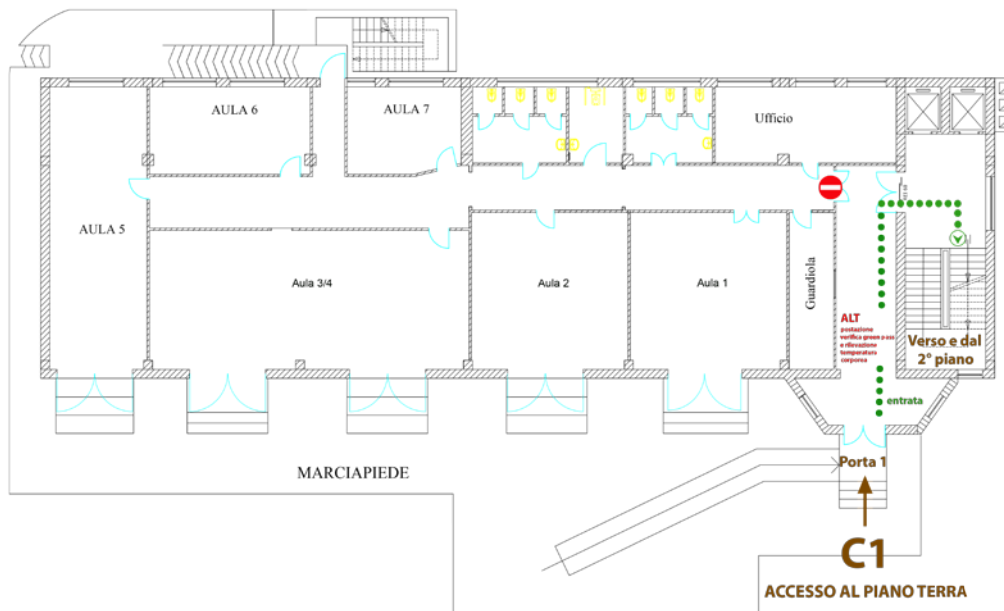 AULA 6
AULA 7
Ufficio
AULA 5
Aula 3/4
Aula 2
Aula 1
Guardiola
ALT
postazione
verifica green pass
e rilevazione
temperatura
corporea
Verso e dal
2° piano
entrata
MARCIAPIEDE
Porta 1
C1
ACCESSO AL PIANO TERRA